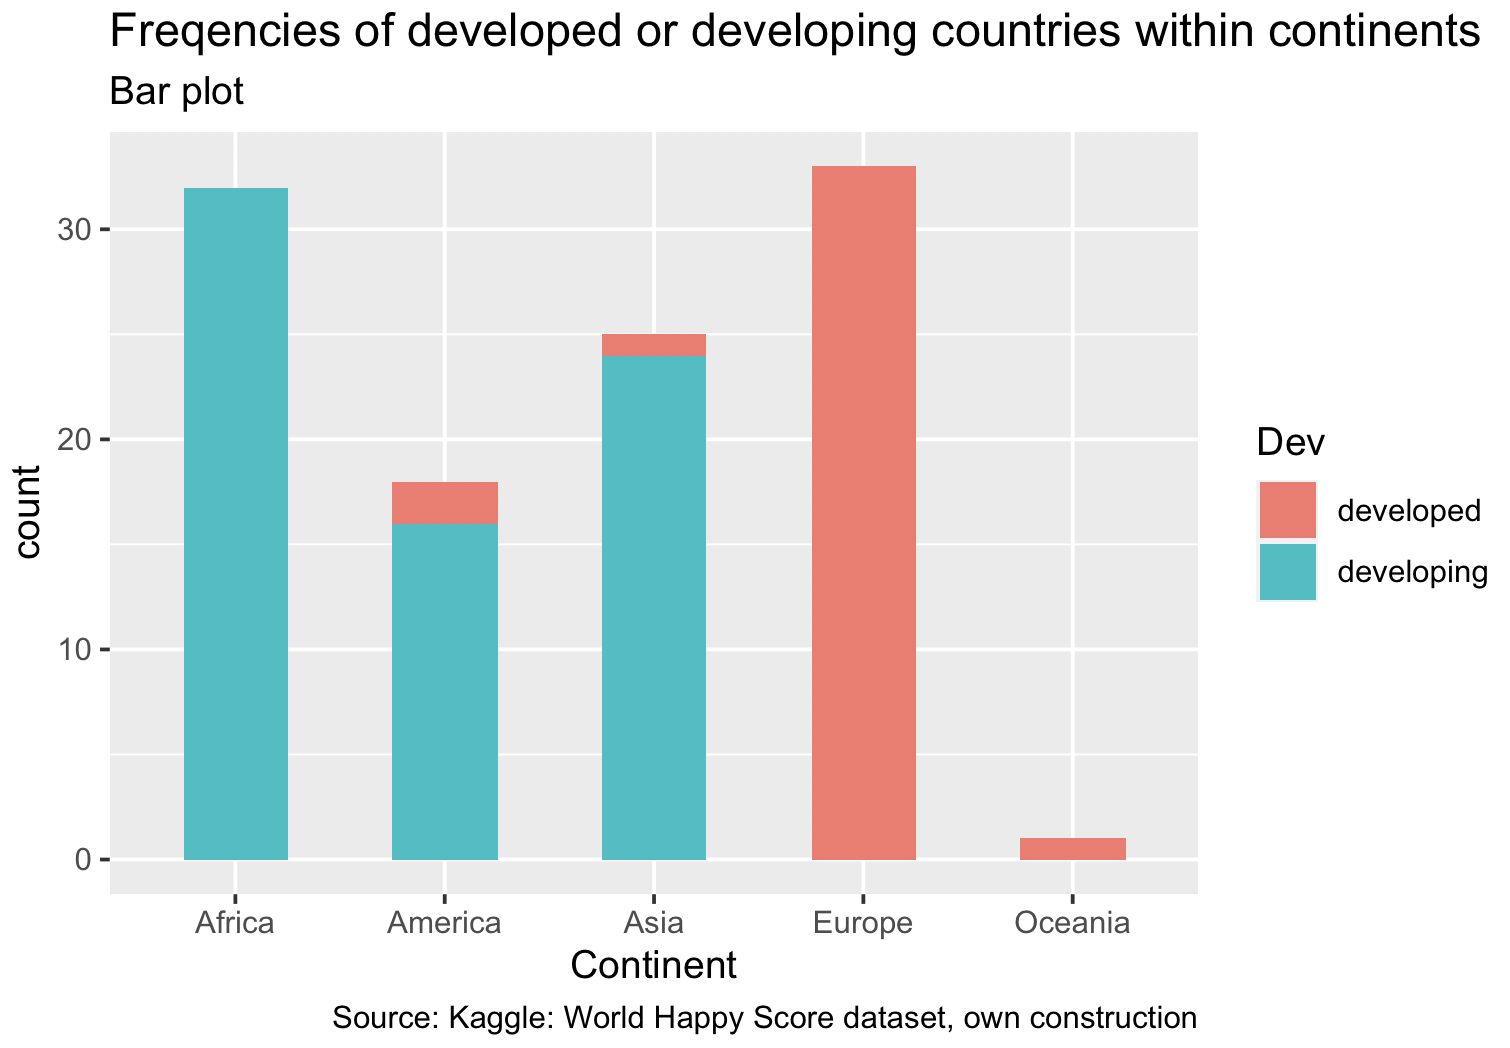 Freqencies of developed or developing countries within continents
Bar plot
count
30
20
10
0
Africa America Asia Europe Oceania
Continent
Dev
developed
developing
Source: Kaggle: World Happy Score dataset, own construction